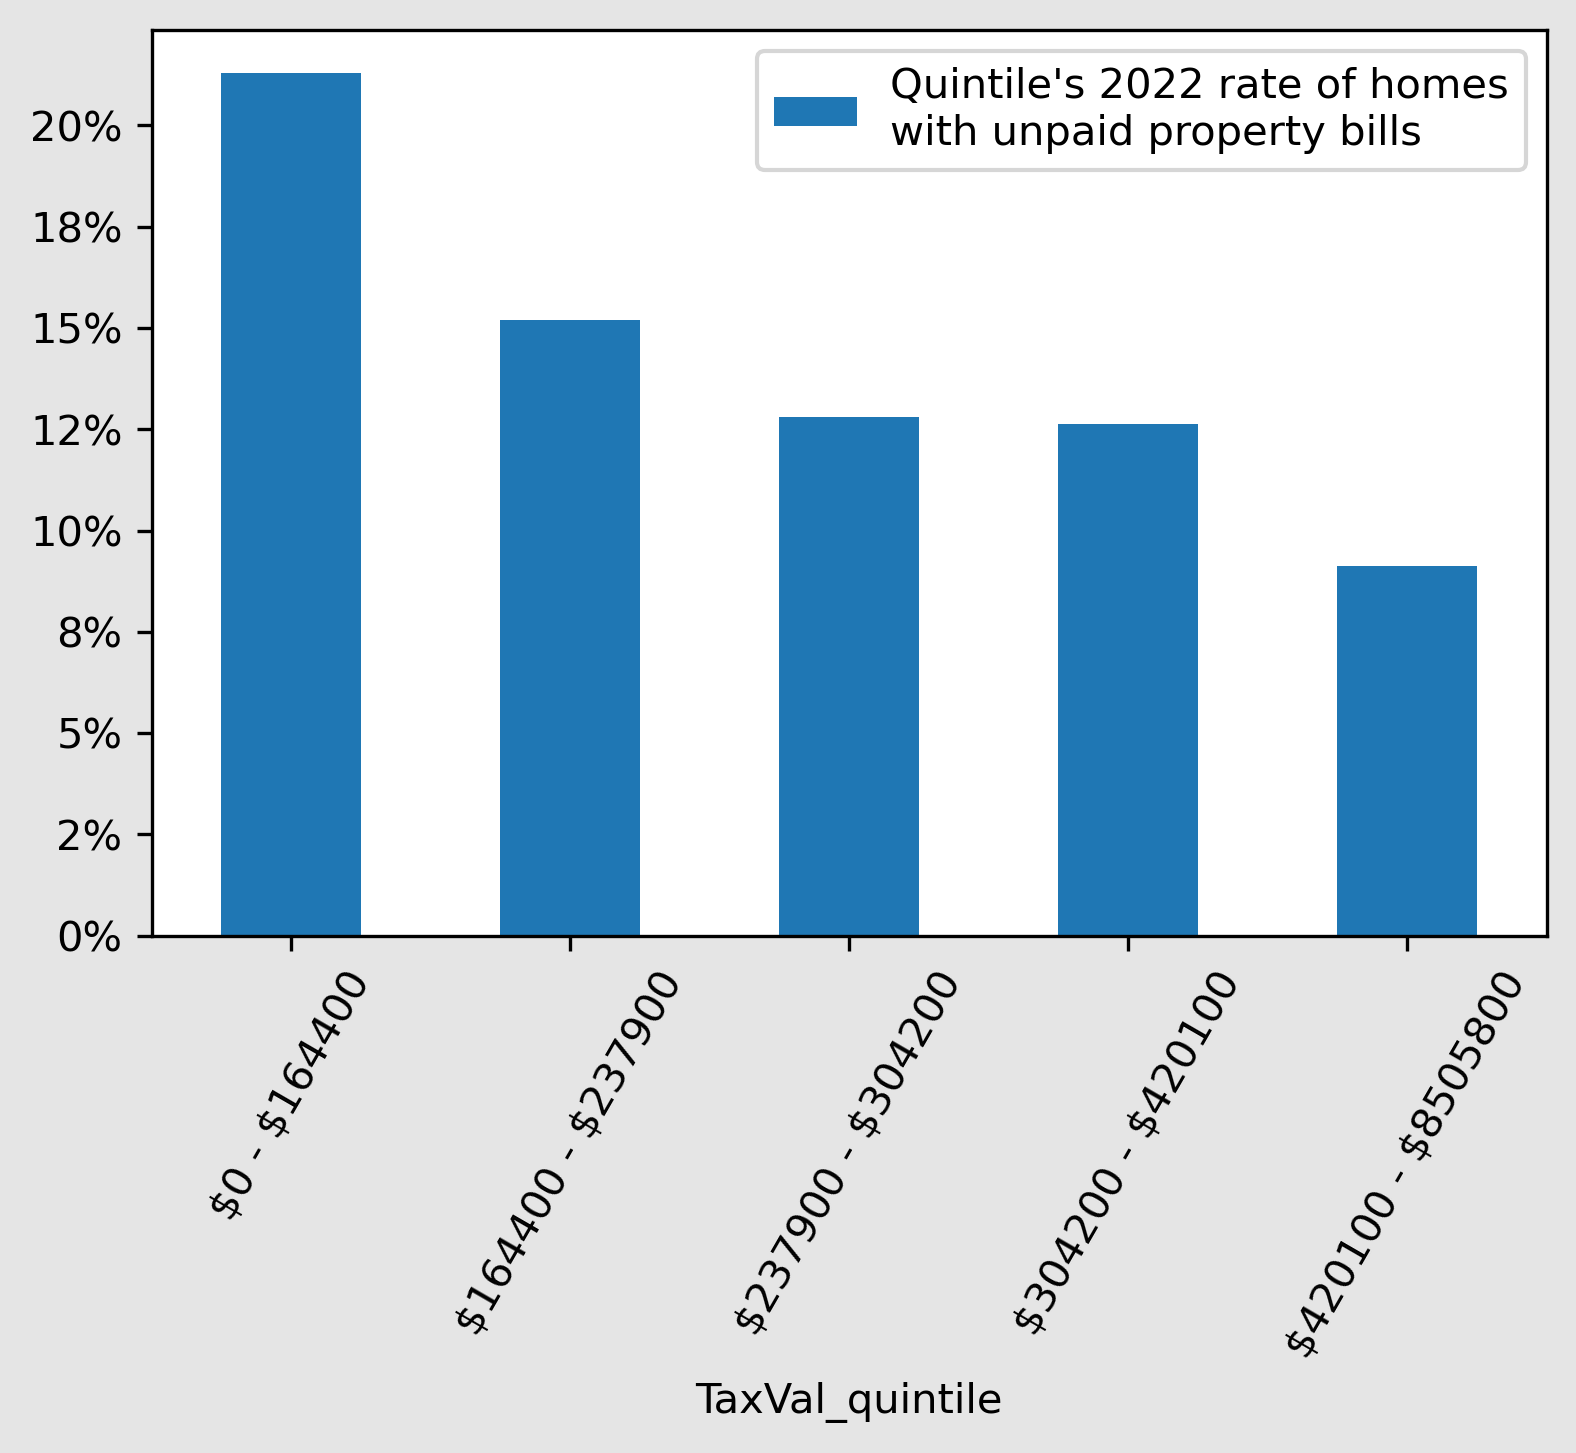 Quintile's 2022 rate of homes
with unpaid property bills
20%
18%
15%
12%
10%
8%
5%
2%
0%
$0 - $164400
$164400 - $237900
$237900 - $304200
$304200 - $420100
$420100 - $8505800
TaxVal_quintile